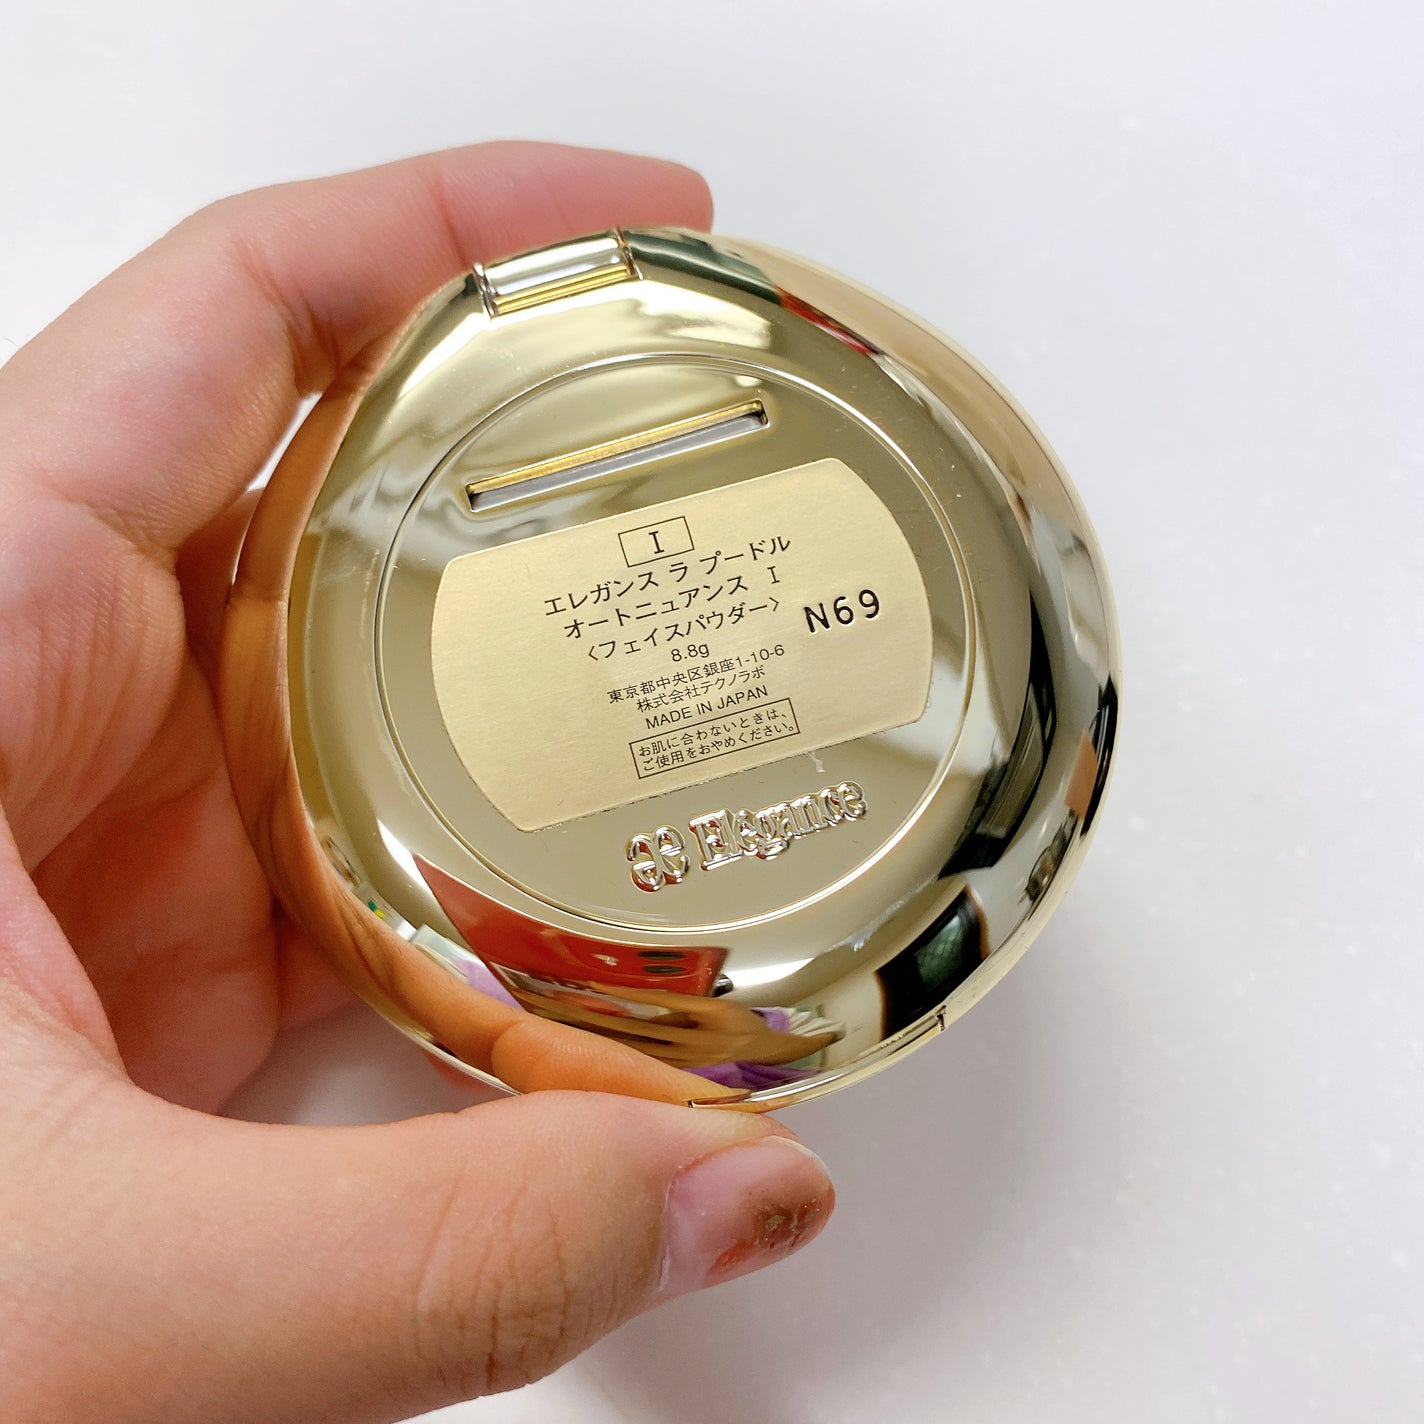 I
エレガンス ラ プードル
オートニュアンス I
〈フェイスパウダー〉
N69
8.8g
東京都中央区銀座1-10-6
株式会社テクノラボ
MADE IN JAPAN
お肌に合わないときは、
ご使用をおやめください。
Elégance